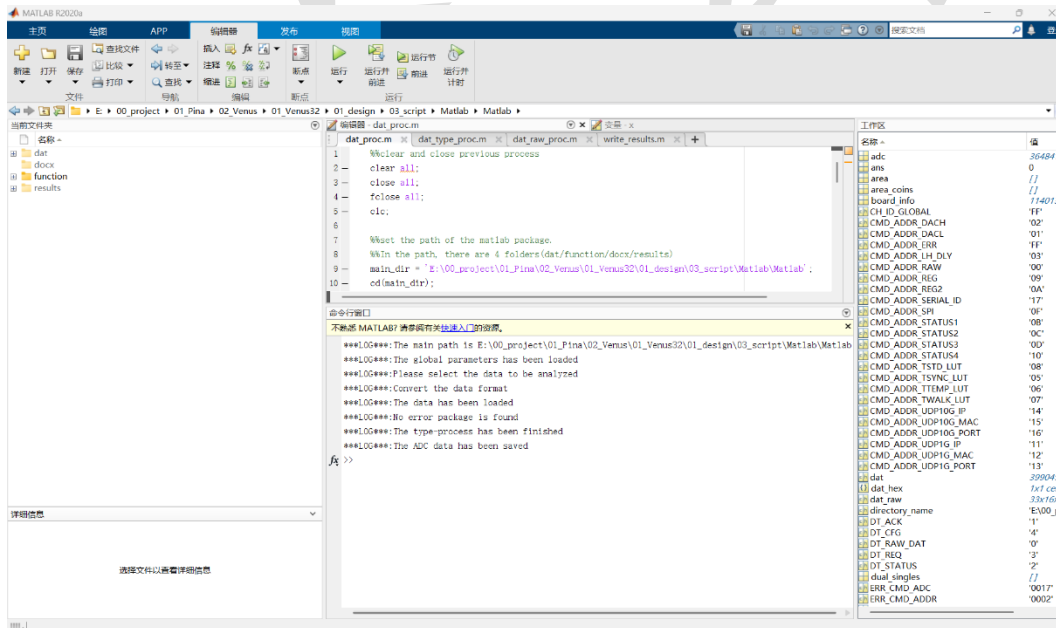 MATLAB R2020a
主页 绘图 APP 编辑器 发布 视图
搜索文档
新建 打开 保存 查找文件 比较 打印 转至 查找 插入 注释 缩进 断点 运行 运行并前进 运行节 前进 运行并计时
文件 导航 编辑 断点 运行
E: 00_project 01_Pina 02_Venus 01_Venus32 01_design 03_script Matlab Matlab
当前文件夹
名称
dat
docx
function
results
详细信息
选择文件以查看详细信息
编辑器 - dat_proc.m 变量 - x
dat_proc.m dat_type_proc.m dat_raw_proc.m write_results.m
1 %%clear and close previous process
2 clear all;
3 close all;
4 fclose all;
5 clc;
6
7 %%set the path of the matlab package.
8 %%In the path, there are 4 folders(dat/function/docx/results)
9 main_dir = 'E:\00_project\01_Pina\02_Venus\01_Venus32\01_design\03_script\Matlab\Matlab';
10 cd(main_dir);
命令行窗口
不熟悉 MATLAB? 请参阅有关快速入门的资源。
***LOG***:The main path is E:\00_project\01_Pina\02_Venus\01_Venus32\01_design\03_script\Matlab\Matlab
***LOG***:The global parameters has been loaded
***LOG***:Please select the data to be analyzed
***LOG***:Convert the data format
***LOG***:The data has been loaded
***LOG***:No error package is found
***LOG***:The type-process has been finished
***LOG***:The ADC data has been saved
fx >>
工作区
名称 值
adc 36484
ans 0
area []
area_coins []
board_info 11401
CH_ID_GLOBAL 'FF'
CMD_ADDR_DACH '02'
CMD_ADDR_DACL '01'
CMD_ADDR_ERR 'FF'
CMD_ADDR_LH_DLY '03'
CMD_ADDR_RAW '00'
CMD_ADDR_REG '09'
CMD_ADDR_REG2 '0A'
CMD_ADDR_SERIAL_ID '17'
CMD_ADDR_SPI '0F'
CMD_ADDR_STATUS1 '0B'
CMD_ADDR_STATUS2 '0C'
CMD_ADDR_STATUS3 '0D'
CMD_ADDR_STATUS4 '10'
CMD_ADDR_TSTD_LUT '08'
CMD_ADDR_TSYNC_LUT '05'
CMD_ADDR_TTEMP_LUT '06'
CMD_ADDR_TWALK_LUT '07'
CMD_ADDR_UDP10G_IP '14'
CMD_ADDR_UDP10G_MAC '15'
CMD_ADDR_UDP10G_PORT '16'
CMD_ADDR_UDP1G_IP '11'
CMD_ADDR_UDP1G_MAC '12'
CMD_ADDR_UDP1G_PORT '13'
dat 39904
dat_hex 1x1 ce
dat_raw 33x16
directory_name 'E:\00_
DT_ACK '1'
DT_CFG '4'
DT_RAW_DAT '0'
DT_REQ '3'
DT_STATUS '2'
dual_singles []
ERR_CMD_ADC '0017'
ERR_CMD_ADDR '0002'